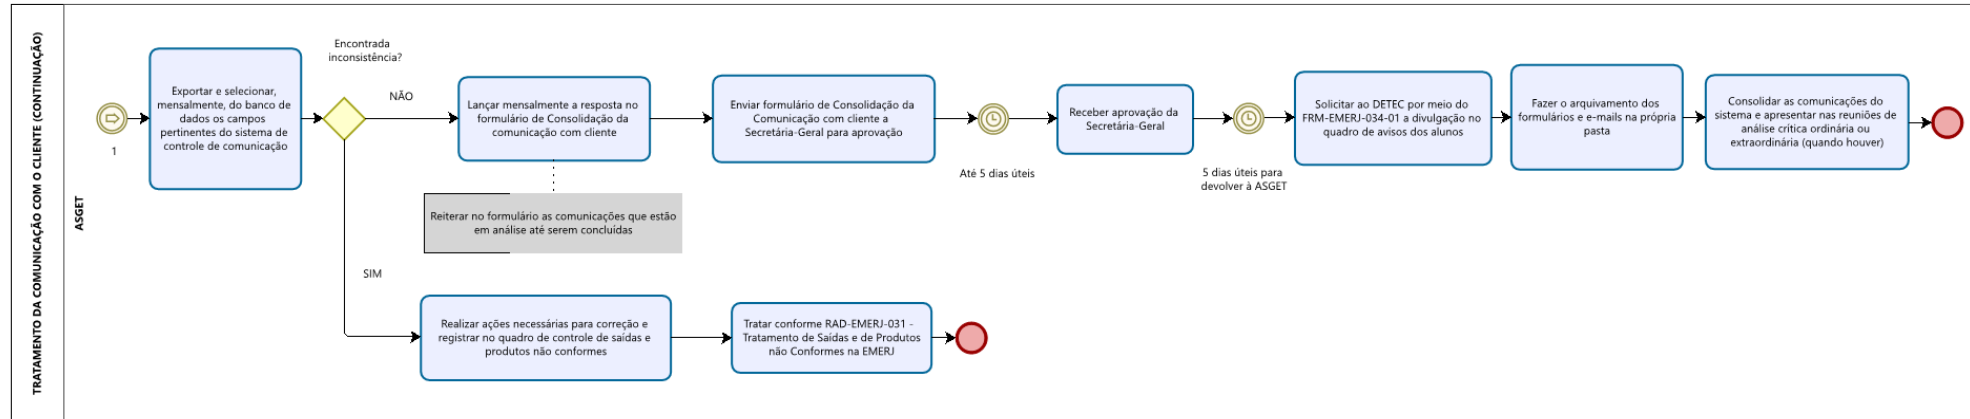 TRATAMENTO DA COMUNICAÇÃO COM O CLIENTE (CONTINUAÇÃO)
ASGET
1
Exportar e selecionar,
mensalmente, do banco de
dados os campos
pertinentes do sistema de
controle de comunicação
Encontrada
inconsistência?
NÃO
Lançar mensalmente a resposta no
formulário de Consolidação da
comunicação com cliente
Reiterar no formulário as comunicações que estão
em análise até serem concluídas
Enviar formulário de Consolidação da
Comunicação com cliente a
Secretária-Geral para aprovação
Até 5 dias úteis
Receber aprovação da
Secretária-Geral
5 dias úteis para
devolver à ASGET
Solicitar ao DETEC por meio do
FRM-EMERJ-034-01 a divulgação no
quadro de avisos dos alunos
Fazer o arquivamento dos
formulários e e-mails na própria
pasta
Consolidar as comunicações do
sistema e apresentar nas reuniões de
análise crítica ordinária ou
extraordinária (quando houver)
SIM
Realizar ações necessárias para correção e
registrar no quadro de controle de saídas e
produtos não conformes
Tratar conforme RAD-EMERJ-031 -
Tratamento de Saídas e de Produtos
não Conformes na EMERJ